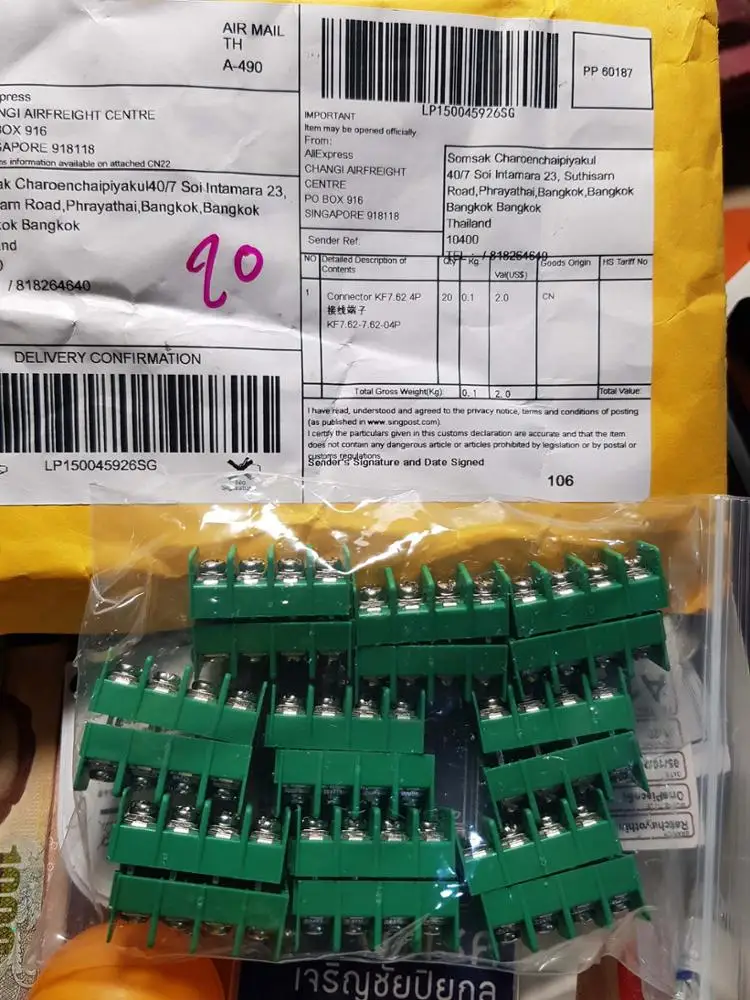 AIR MAIL
TH
A-490
press
NGI AIRFREIGHT CENTRE
BOX 916
GAPORE 918118
s information available on attached CN22
ak Charoenchaipiyakul40/7 Soi Intamara 23,
arn Road,Phrayathai,Bangkok,Bangkok
ok Bangkok
nd
)
/ 818264640
90
DELIVERY CONFIRMATION
LP150045926SG
No
Signature
LP150045926SG
PP 60187
IMPORTANT
Item may be opened officially.
From:
AliExpress
CHANGI AIRFREIGHT
CENTRE
PO BOX 916
SINGAPORE 918118
Sender Ref:
Somsak Charoenchaipiyakul
40/7 Soi Intamara 23, Suthisarn
Road,Phrayathai,Bangkok,Bangkok
Bangkok Bangkok
Thailand
10400
TEL: / 818264640
NO Detailed Description of Contents Qty Kg Val(US$) Goods Origin HS Tariff No
1 Connector KF7.62 4P 20 0.1 2.0 CN
接线端子
KF7.62-7.62-04P
Total Gross Weight(Kg): 0.1 2.0 Total Value:
I have read, understood and agreed to the privacy notice, terms and conditions of posting
(as published in www.singpost.com).
I certify the particulars given in this customs declaration are accurate and that the item
does not contain any dangerous article or articles prohibited by legislation or by postal or
customs regulations.
Sender's Signature and Date Signed
106
เจริญชัยปิยกุล